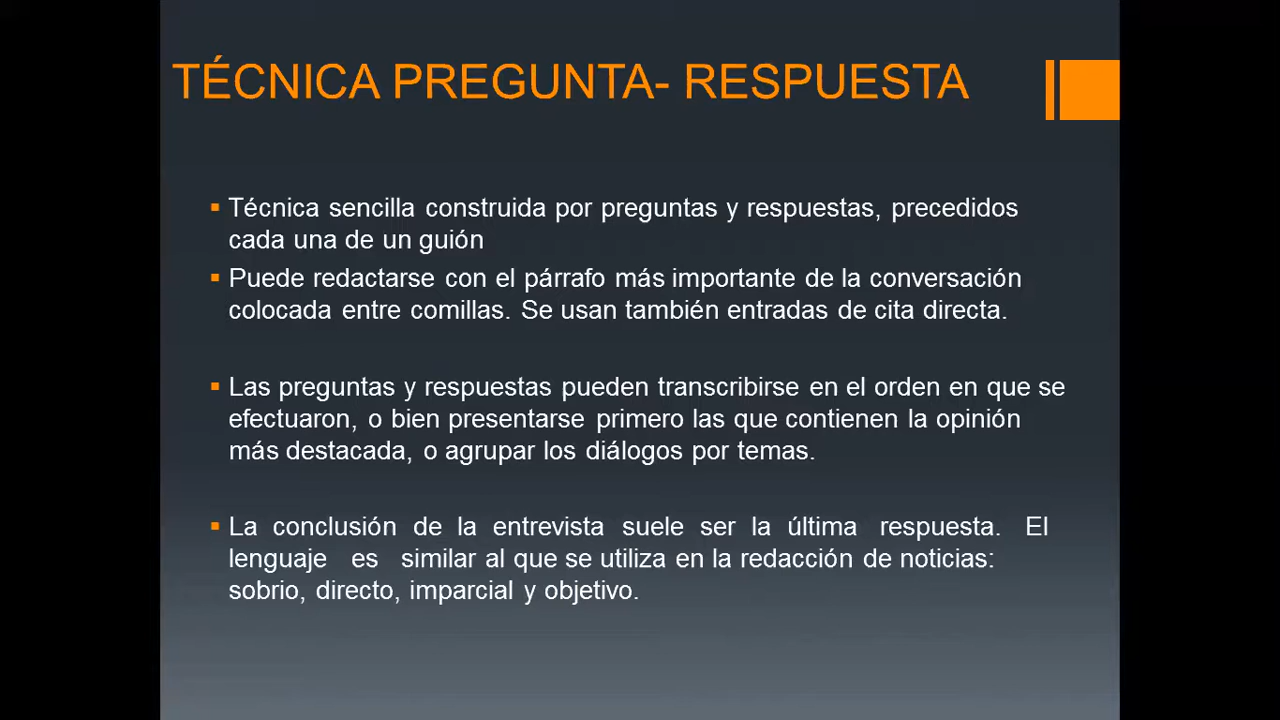 TÉCNICA PREGUNTA- RESPUESTA
Técnica sencilla construida por preguntas y respuestas, precedidos
cada una de un guión
Puede redactarse con el párrafo más importante de la conversación
colocada entre comillas. Se usan también entradas de cita directa.
Las preguntas y respuestas pueden transcribirse en el orden en que se
efectuaron, o bien presentarse primero las que contienen la opinión
más destacada, o agrupar los diálogos por temas.
La conclusión de la entrevista suele ser la última respuesta. El
lenguaje es similar al que se utiliza en la redacción de noticias:
sobrio, directo, imparcial y objetivo.